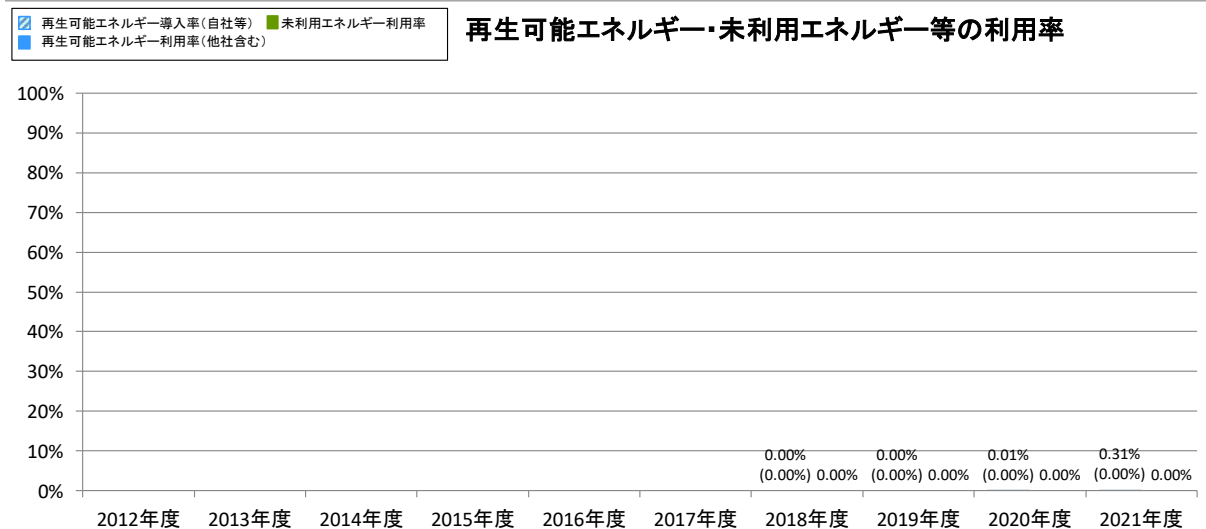 再生可能エネルギー導入率(自社等) 未利用エネルギー利用率
再生可能エネルギー利用率(他社含む)
再生可能エネルギー・未利用エネルギー等の利用率
100%
90%
80%
70%
60%
50%
40%
30%
20%
10%
0%
0.00% 0.00% 0.01% 0.31%
(0.00%) 0.00% (0.00%) 0.00% (0.00%) 0.00% (0.00%) 0.00%
2012年度 2013年度 2014年度 2015年度 2016年度 2017年度 2018年度 2019年度 2020年度 2021年度